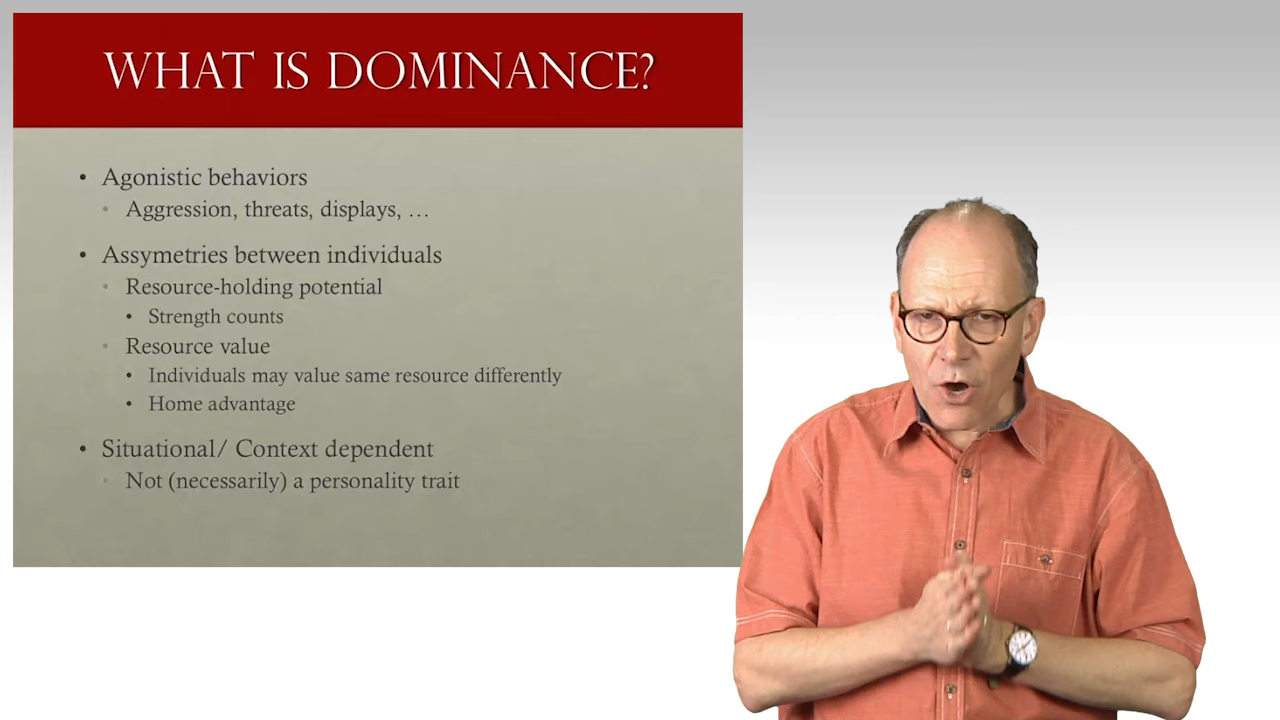 WHAT IS DOMINANCE?
• Agonistic behaviors
• Aggression, threats, displays, …
• Assymetries between individuals
• Resource-holding potential
• Strength counts
• Resource value
• Individuals may value same resource differently
• Home advantage
• Situational/ Context dependent
• Not (necessarily) a personality trait